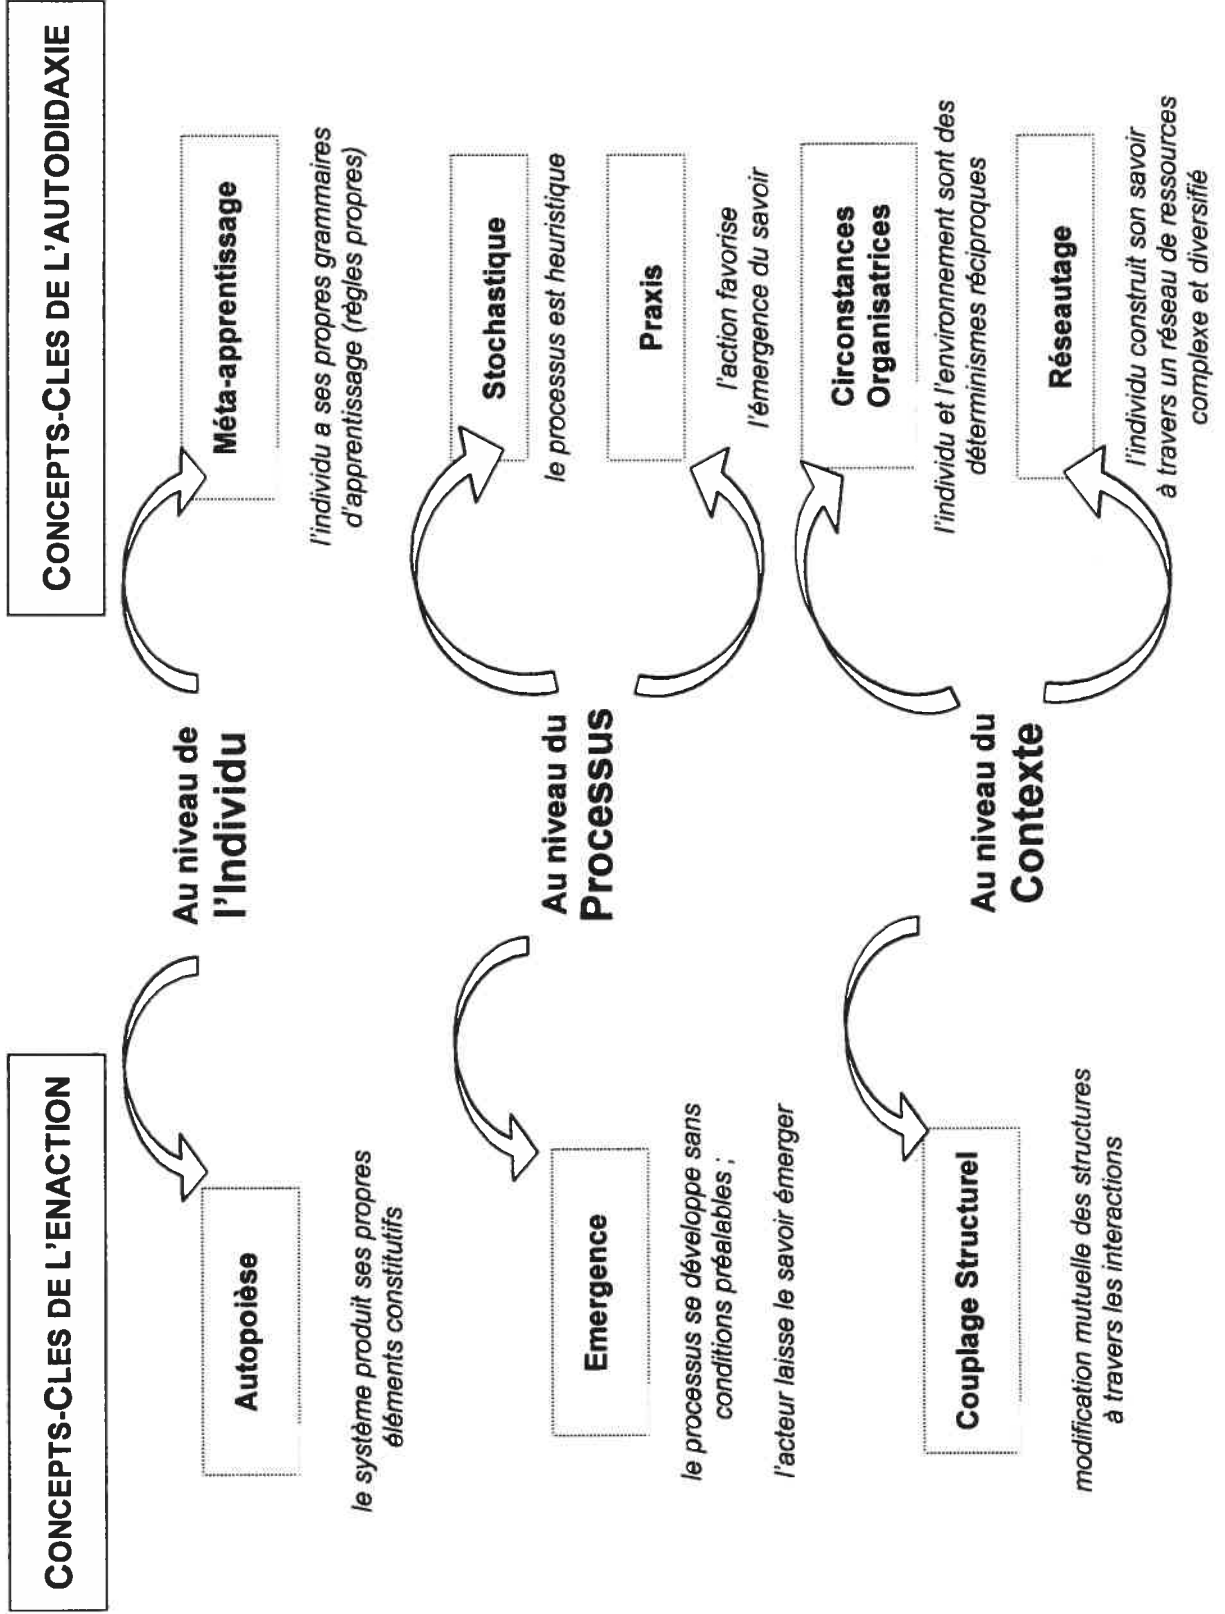 CONCEPTS-CLES DE L'ENACTION
CONCEPTS-CLES DE L'AUTODIDAXIE
Au niveau de
l'Individu
Autopoièse
le système produit ses propres
éléments constitutifs
Méta-apprentissage
l'individu a ses propres grammaires
d'apprentissage (règles propres)
Au niveau du
Processus
Emergence
le processus se développe sans
conditions préalables ;
l'acteur laisse le savoir émerger
Stochastique
le processus est heuristique
Praxis
l'action favorise
l'émergence du savoir
Au niveau du
Contexte
Couplage Structurel
modification mutuelle des structures
à travers les interactions
Circonstances
Organisatrices
l'individu et l'environnement sont des
déterminismes réciproques
Réseautage
l'individu construit son savoir
à travers un réseau de ressources
complexe et diversifié